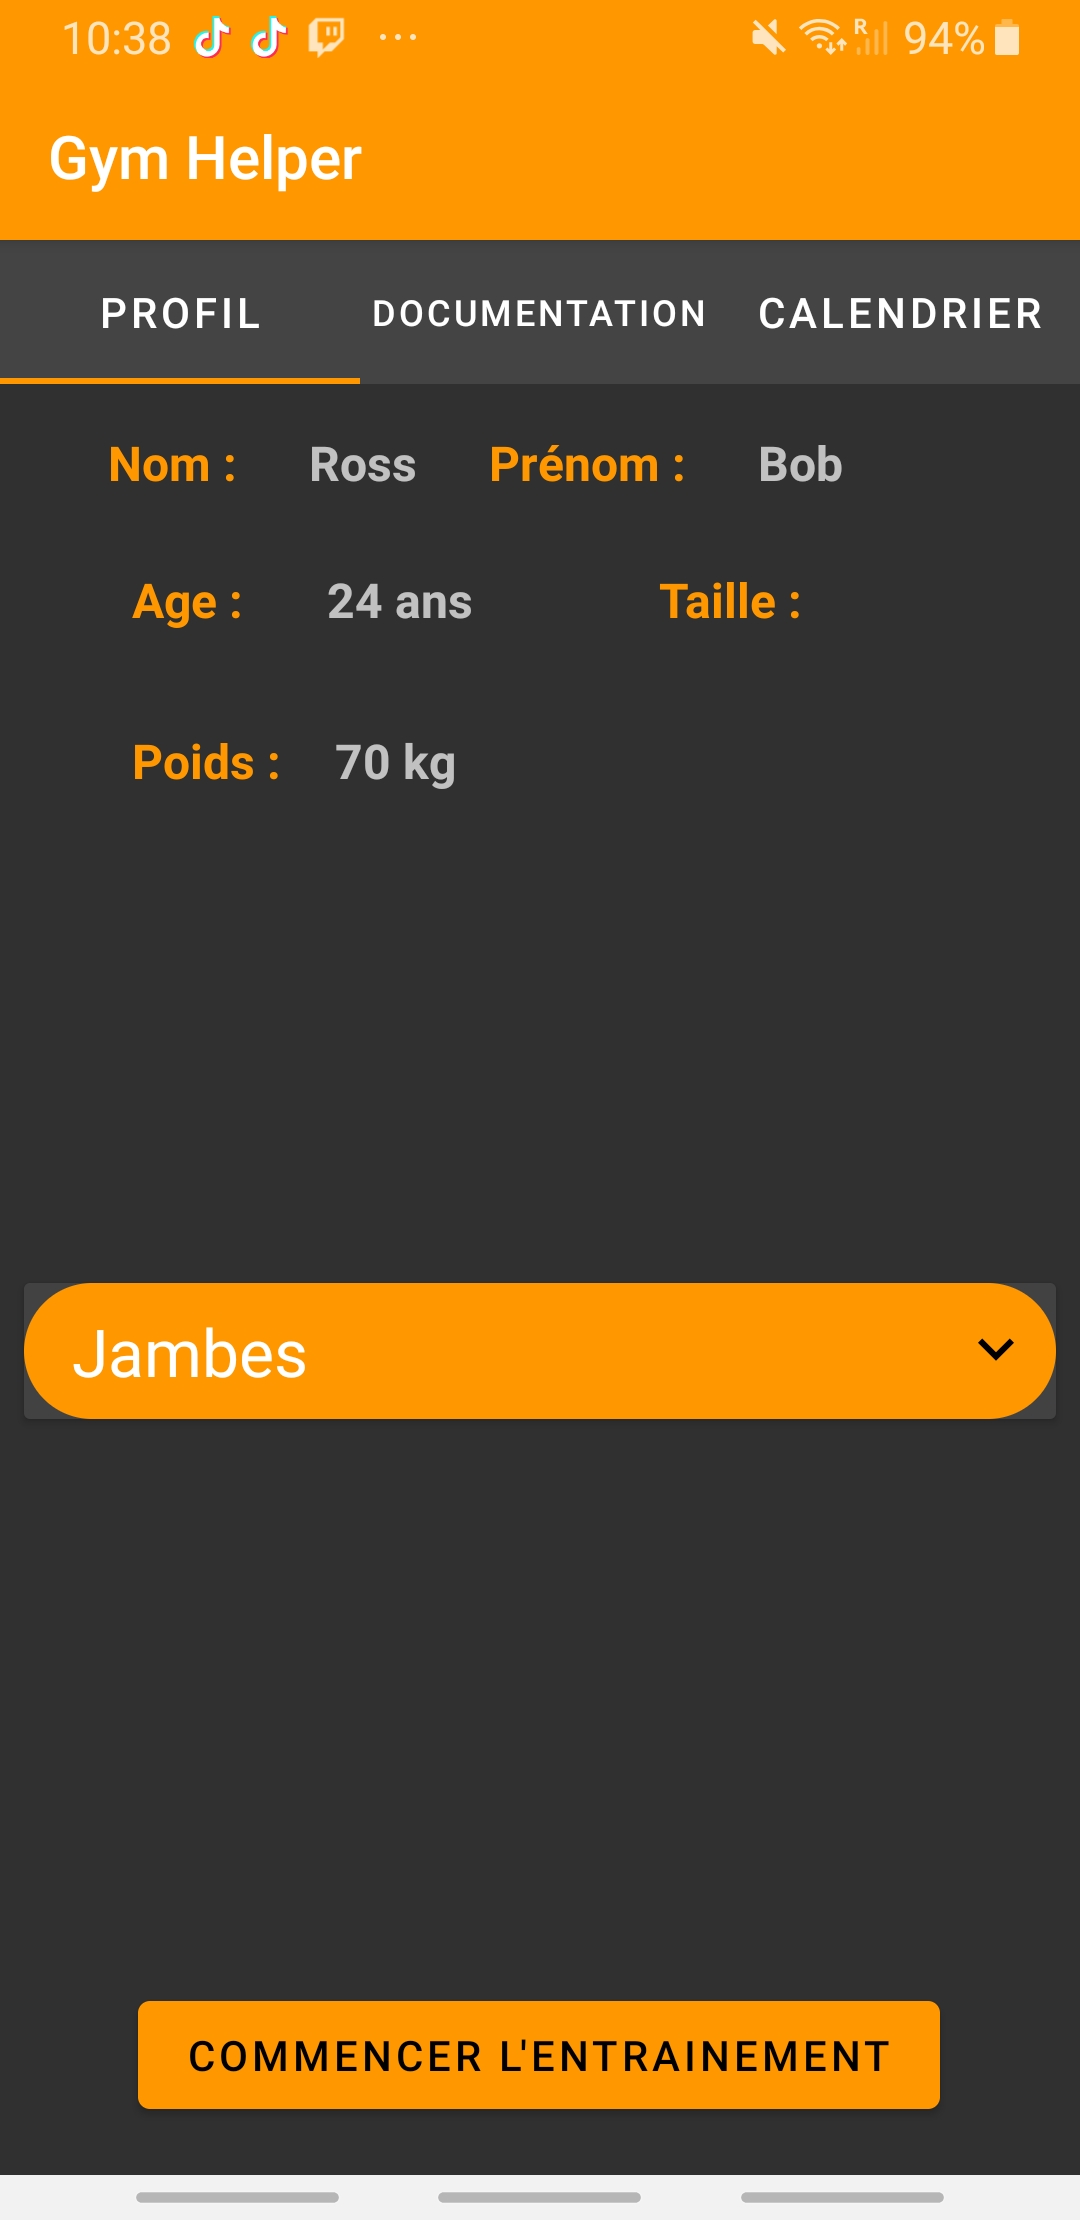 10:38 ... R 94%
Gym Helper
PROFIL DOCUMENTATION CALENDRIER
Nom : Ross Prénom : Bob
Age : 24 ans Taille :
Poids : 70 kg
Jambes
COMMENCER L'ENTRAINEMENT